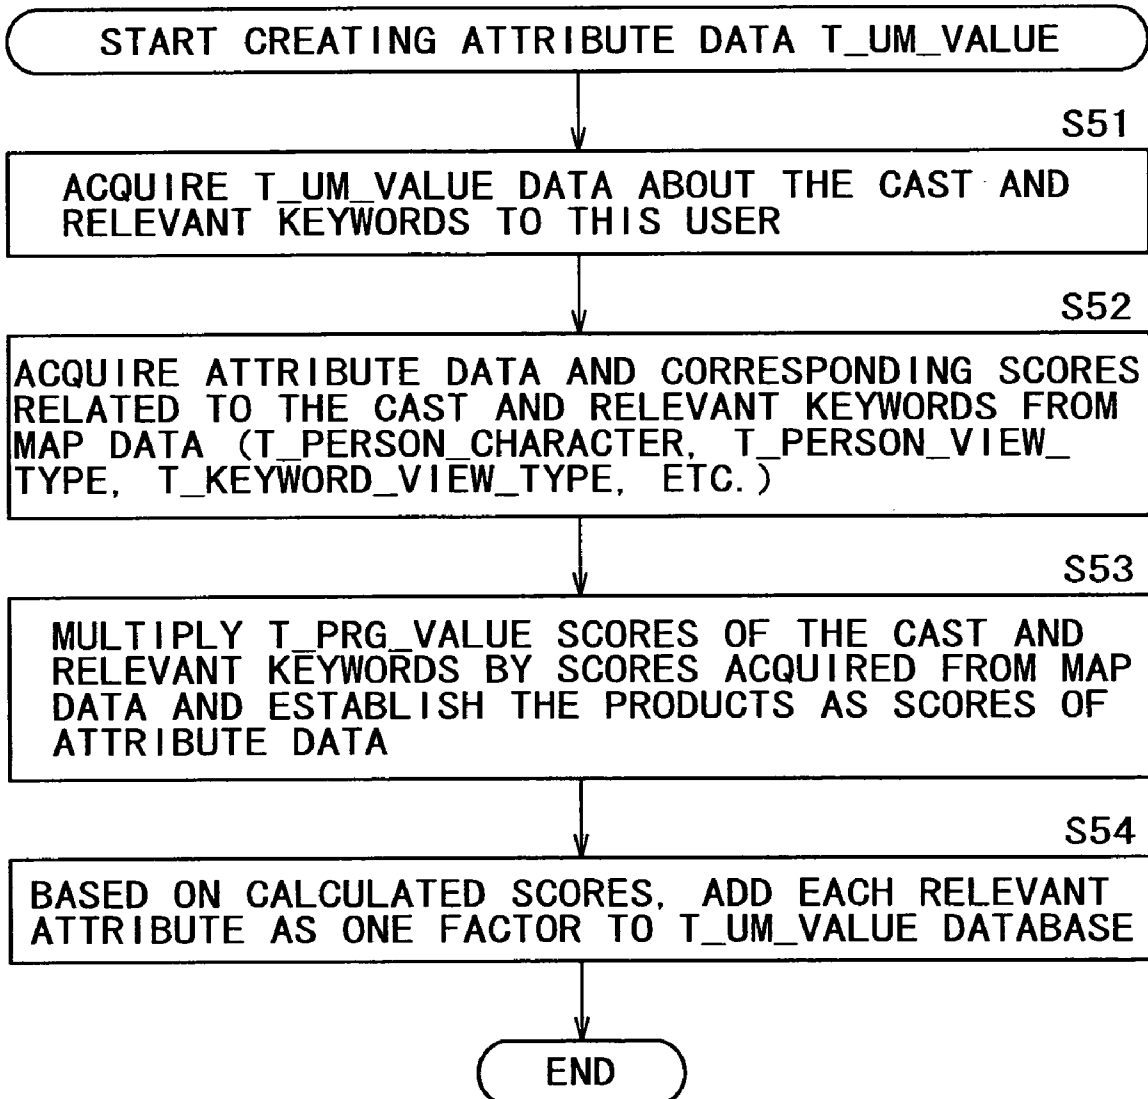 START CREATING ATTRIBUTE DATA T_UM_VALUE
S51
ACQUIRE T_UM_VALUE DATA ABOUT THE CAST AND
RELEVANT KEYWORDS TO THIS USER
S52
ACQUIRE ATTRIBUTE DATA AND CORRESPONDING SCORES
RELATED TO THE CAST AND RELEVANT KEYWORDS FROM
MAP DATA (T_PERSON_CHARACTER, T_PERSON_VIEW_
TYPE, T_KEYWORD_VIEW_TYPE, ETC.)
S53
MULTIPLY T_PRG_VALUE SCORES OF THE CAST AND
RELEVANT KEYWORDS BY SCORES ACQUIRED FROM MAP
DATA AND ESTABLISH THE PRODUCTS AS SCORES OF
ATTRIBUTE DATA
S54
BASED ON CALCULATED SCORES, ADD EACH RELEVANT
ATTRIBUTE AS ONE FACTOR TO T_UM_VALUE DATABASE
END